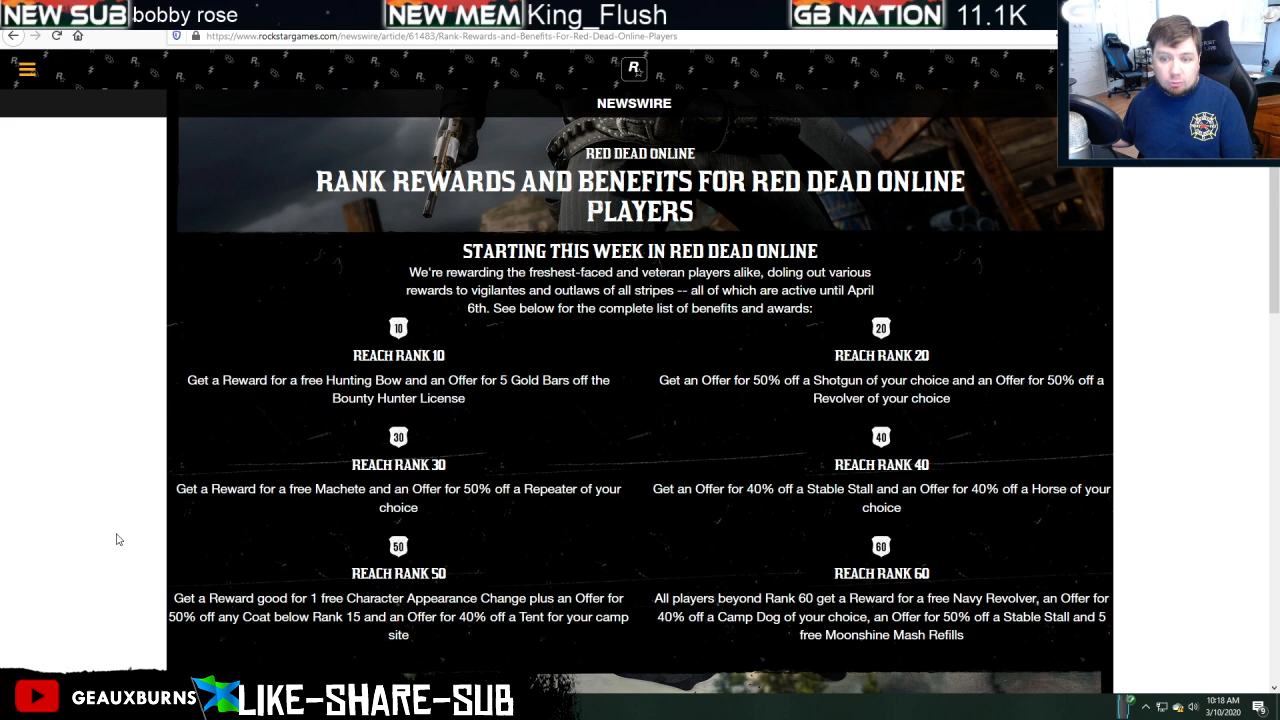 NEW SUB bobby rose NEW MEM King_Flush GB NATION 11.1K
https://www.rockstargames.com/newswire/article/61483/Rank-Rewards-and-Benefits-For-Red-Dead-Online-Players
NEWSWIRE
RED DEAD ONLINE
RANK REWARDS AND BENEFITS FOR RED DEAD ONLINE
PLAYERS
STARTING THIS WEEK IN RED DEAD ONLINE
We're rewarding the freshest-faced and veteran players alike, doling out various
rewards to vigilantes and outlaws of all stripes -- all of which are active until April
6th. See below for the complete list of benefits and awards:
10
REACH RANK 10
Get a Reward for a free Hunting Bow and an Offer for 5 Gold Bars off the
Bounty Hunter License
20
REACH RANK 20
Get an Offer for 50% off a Shotgun of your choice and an Offer for 50% off a
Revolver of your choice
30
REACH RANK 30
Get a Reward for a free Machete and an Offer for 50% off a Repeater of your
choice
40
REACH RANK 40
Get an Offer for 40% off a Stable Stall and an Offer for 40% off a Horse of your
choice
50
REACH RANK 50
Get a Reward good for 1 free Character Appearance Change plus an Offer for
50% off any Coat below Rank 15 and an Offer for 40% off a Tent for your camp
site
60
REACH RANK 60
All players beyond Rank 60 get a Reward for a free Navy Revolver, an Offer for
40% off a Camp Dog of your choice, an Offer for 50% off a Stable Stall and 5
free Moonshine Mash Refills
GEAUXBURNS LIKE-SHARE-SUB
10:18 AM
3/10/2020